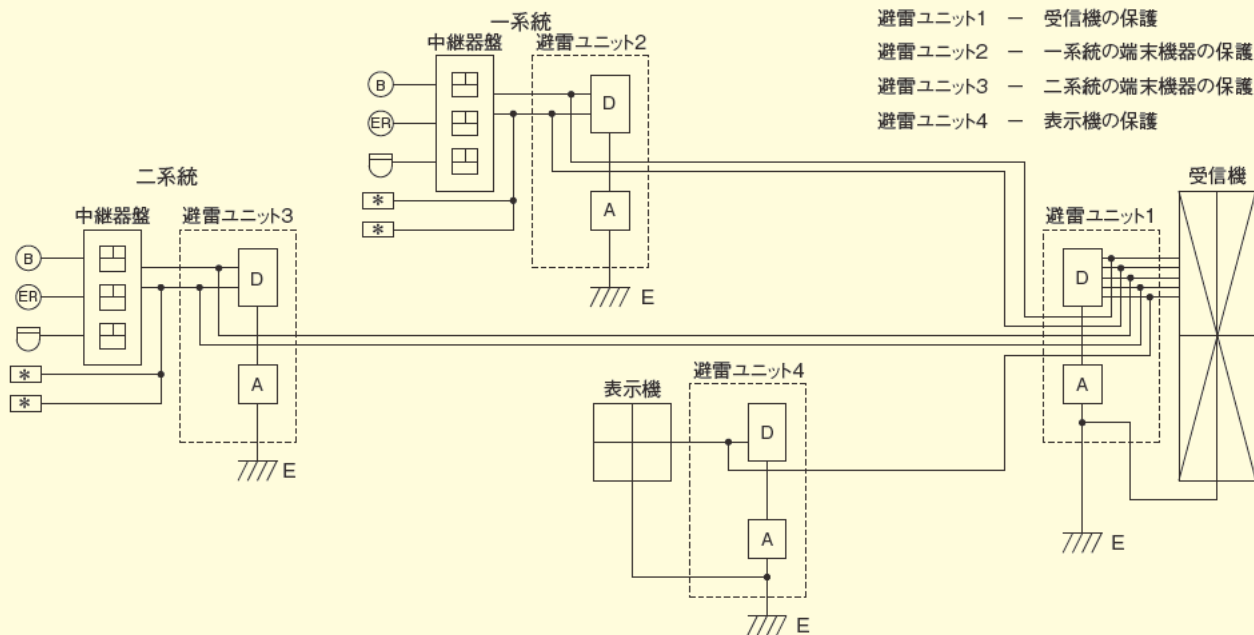 避雷ユニット1 － 受信機の保護
避雷ユニット2 － 一系統の端末機器の保護
避雷ユニット3 － 二系統の端末機器の保護
避雷ユニット4 － 表示機の保護
一系統
中継器盤
避雷ユニット2
B
ER
＊
＊
D
A
E
二系統
中継器盤
避雷ユニット3
B
ER
＊
＊
D
A
E
表示機
避雷ユニット4
D
A
E
受信機
避雷ユニット1
D
A
E